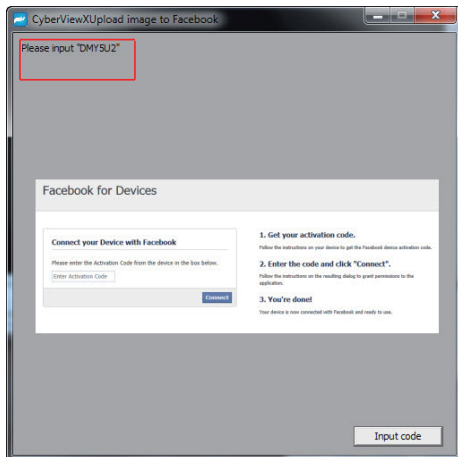 CyberViewXUpload image to Facebook
Please input "DMY5U2"
Facebook for Devices
Connect your Device with Facebook
Please enter the Activation Code from the device in the box below.
Enter Activation Code
Connect
1. Get your activation code.
Follow the instructions on your device to get the Facebook device activation code.
2. Enter the code and click "Connect".
Follow the instructions on the resulting dialog to grant permissions to the
application.
3. You're done!
Your device is now connected with Facebook and ready to use.
Input code